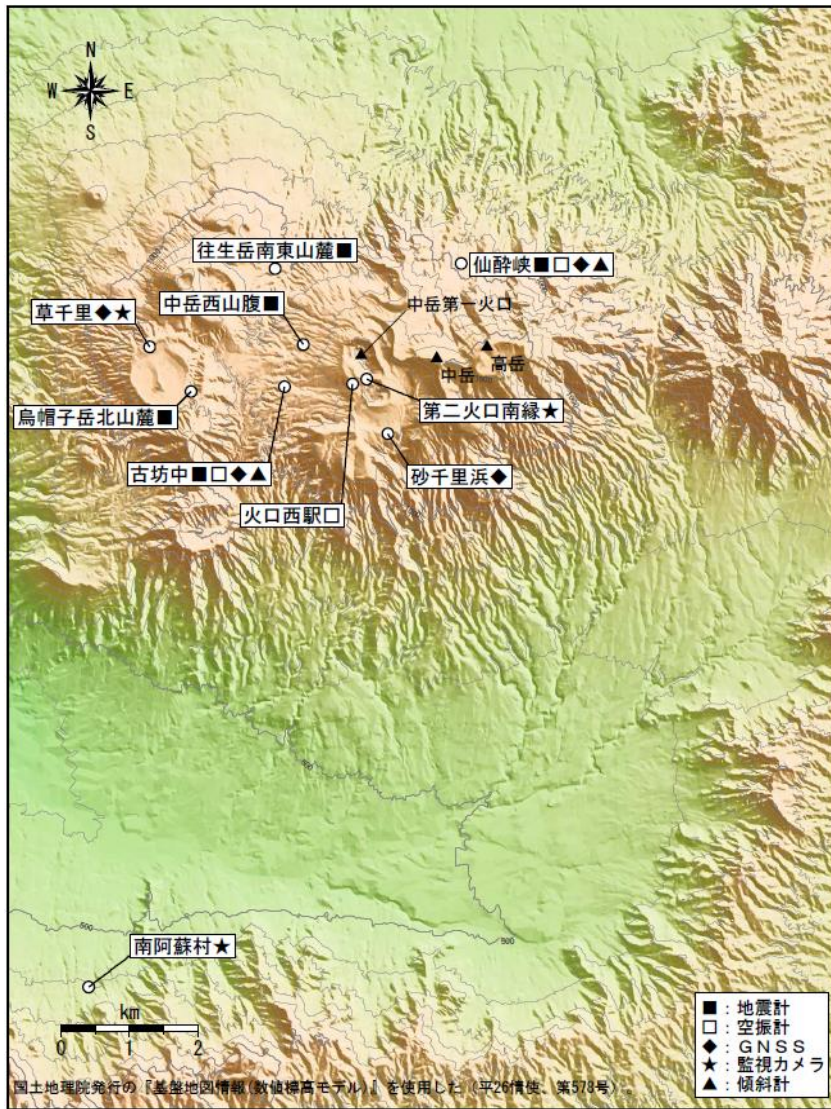 N
W E
S
往生岳南東山麓■
仙酔峡■□◆▲
中岳西山腹■
中岳第一火口
草千里◆★
高岳
中岳
烏帽子岳北山麓■
第二火口南縁★
古坊中■□◆▲
砂千里浜◆
火口西駅□
500
500
500
南阿蘇村★
km
0 1 2
■：地震計
□：空振計
◆：ＧＮＳＳ
★：監視カメラ
▲：傾斜計
国土地理院発行の『基盤地図情報(数値標高モデル)』を使用した（平26情使、第578号）